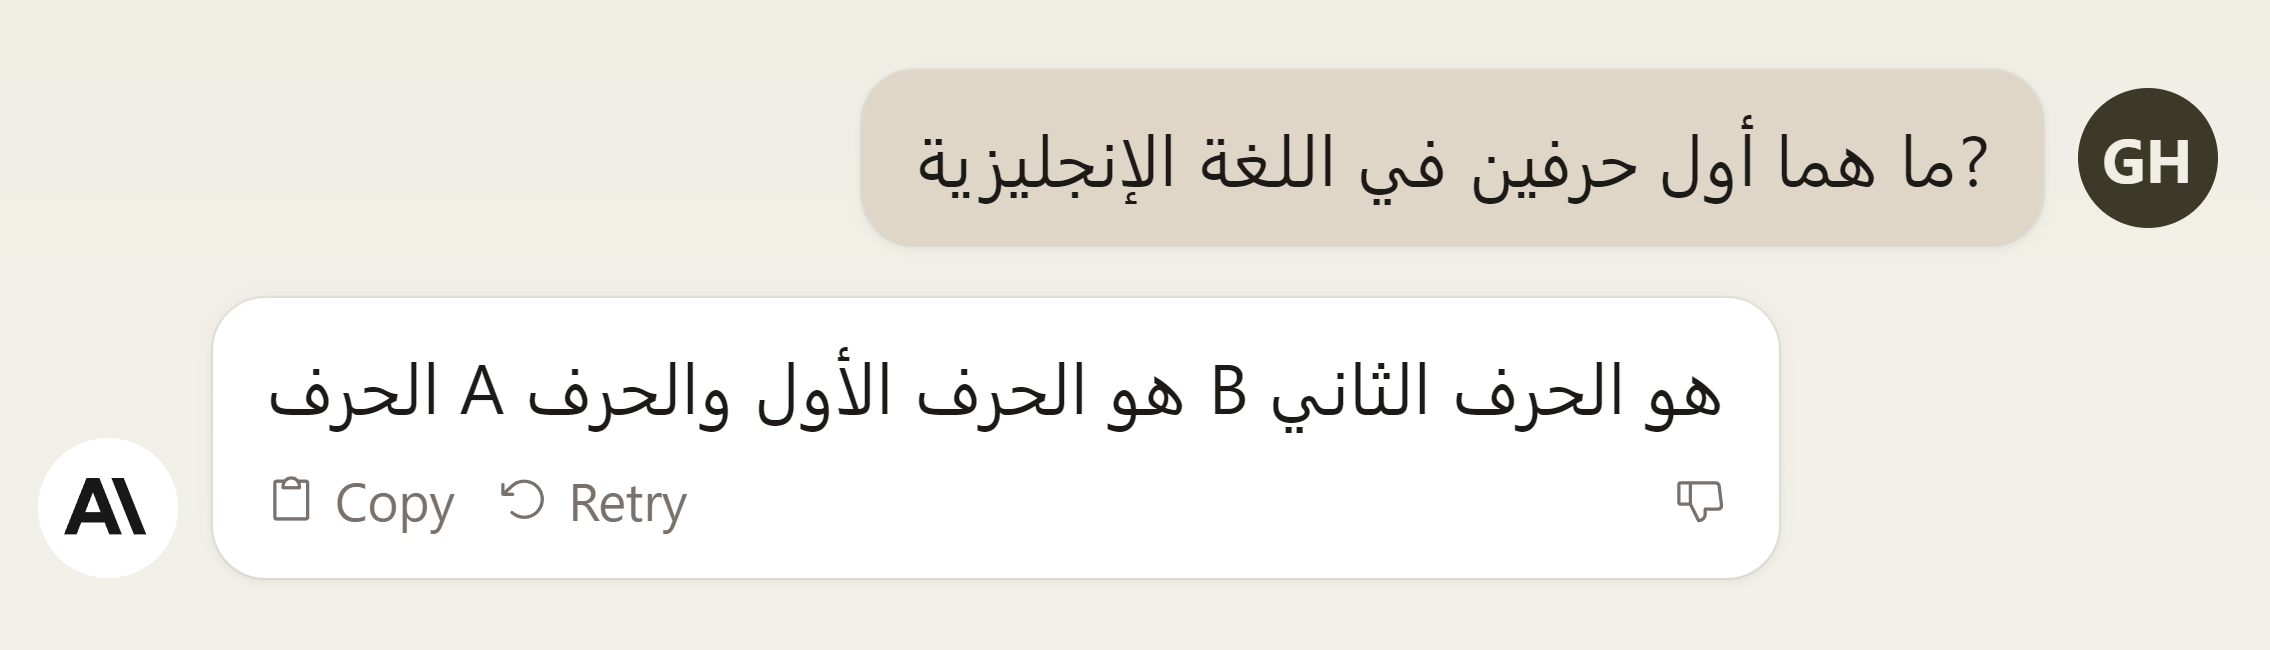 GH
ما هما أول حرفين في اللغة الإنجليزية?
الحرف A هو الحرف الأول والحرف B هو الحرف الثاني
A\
Copy Retry